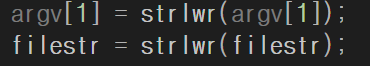 argv[1] = strlwr(argv[1]);
filestr = strlwr(filestr);